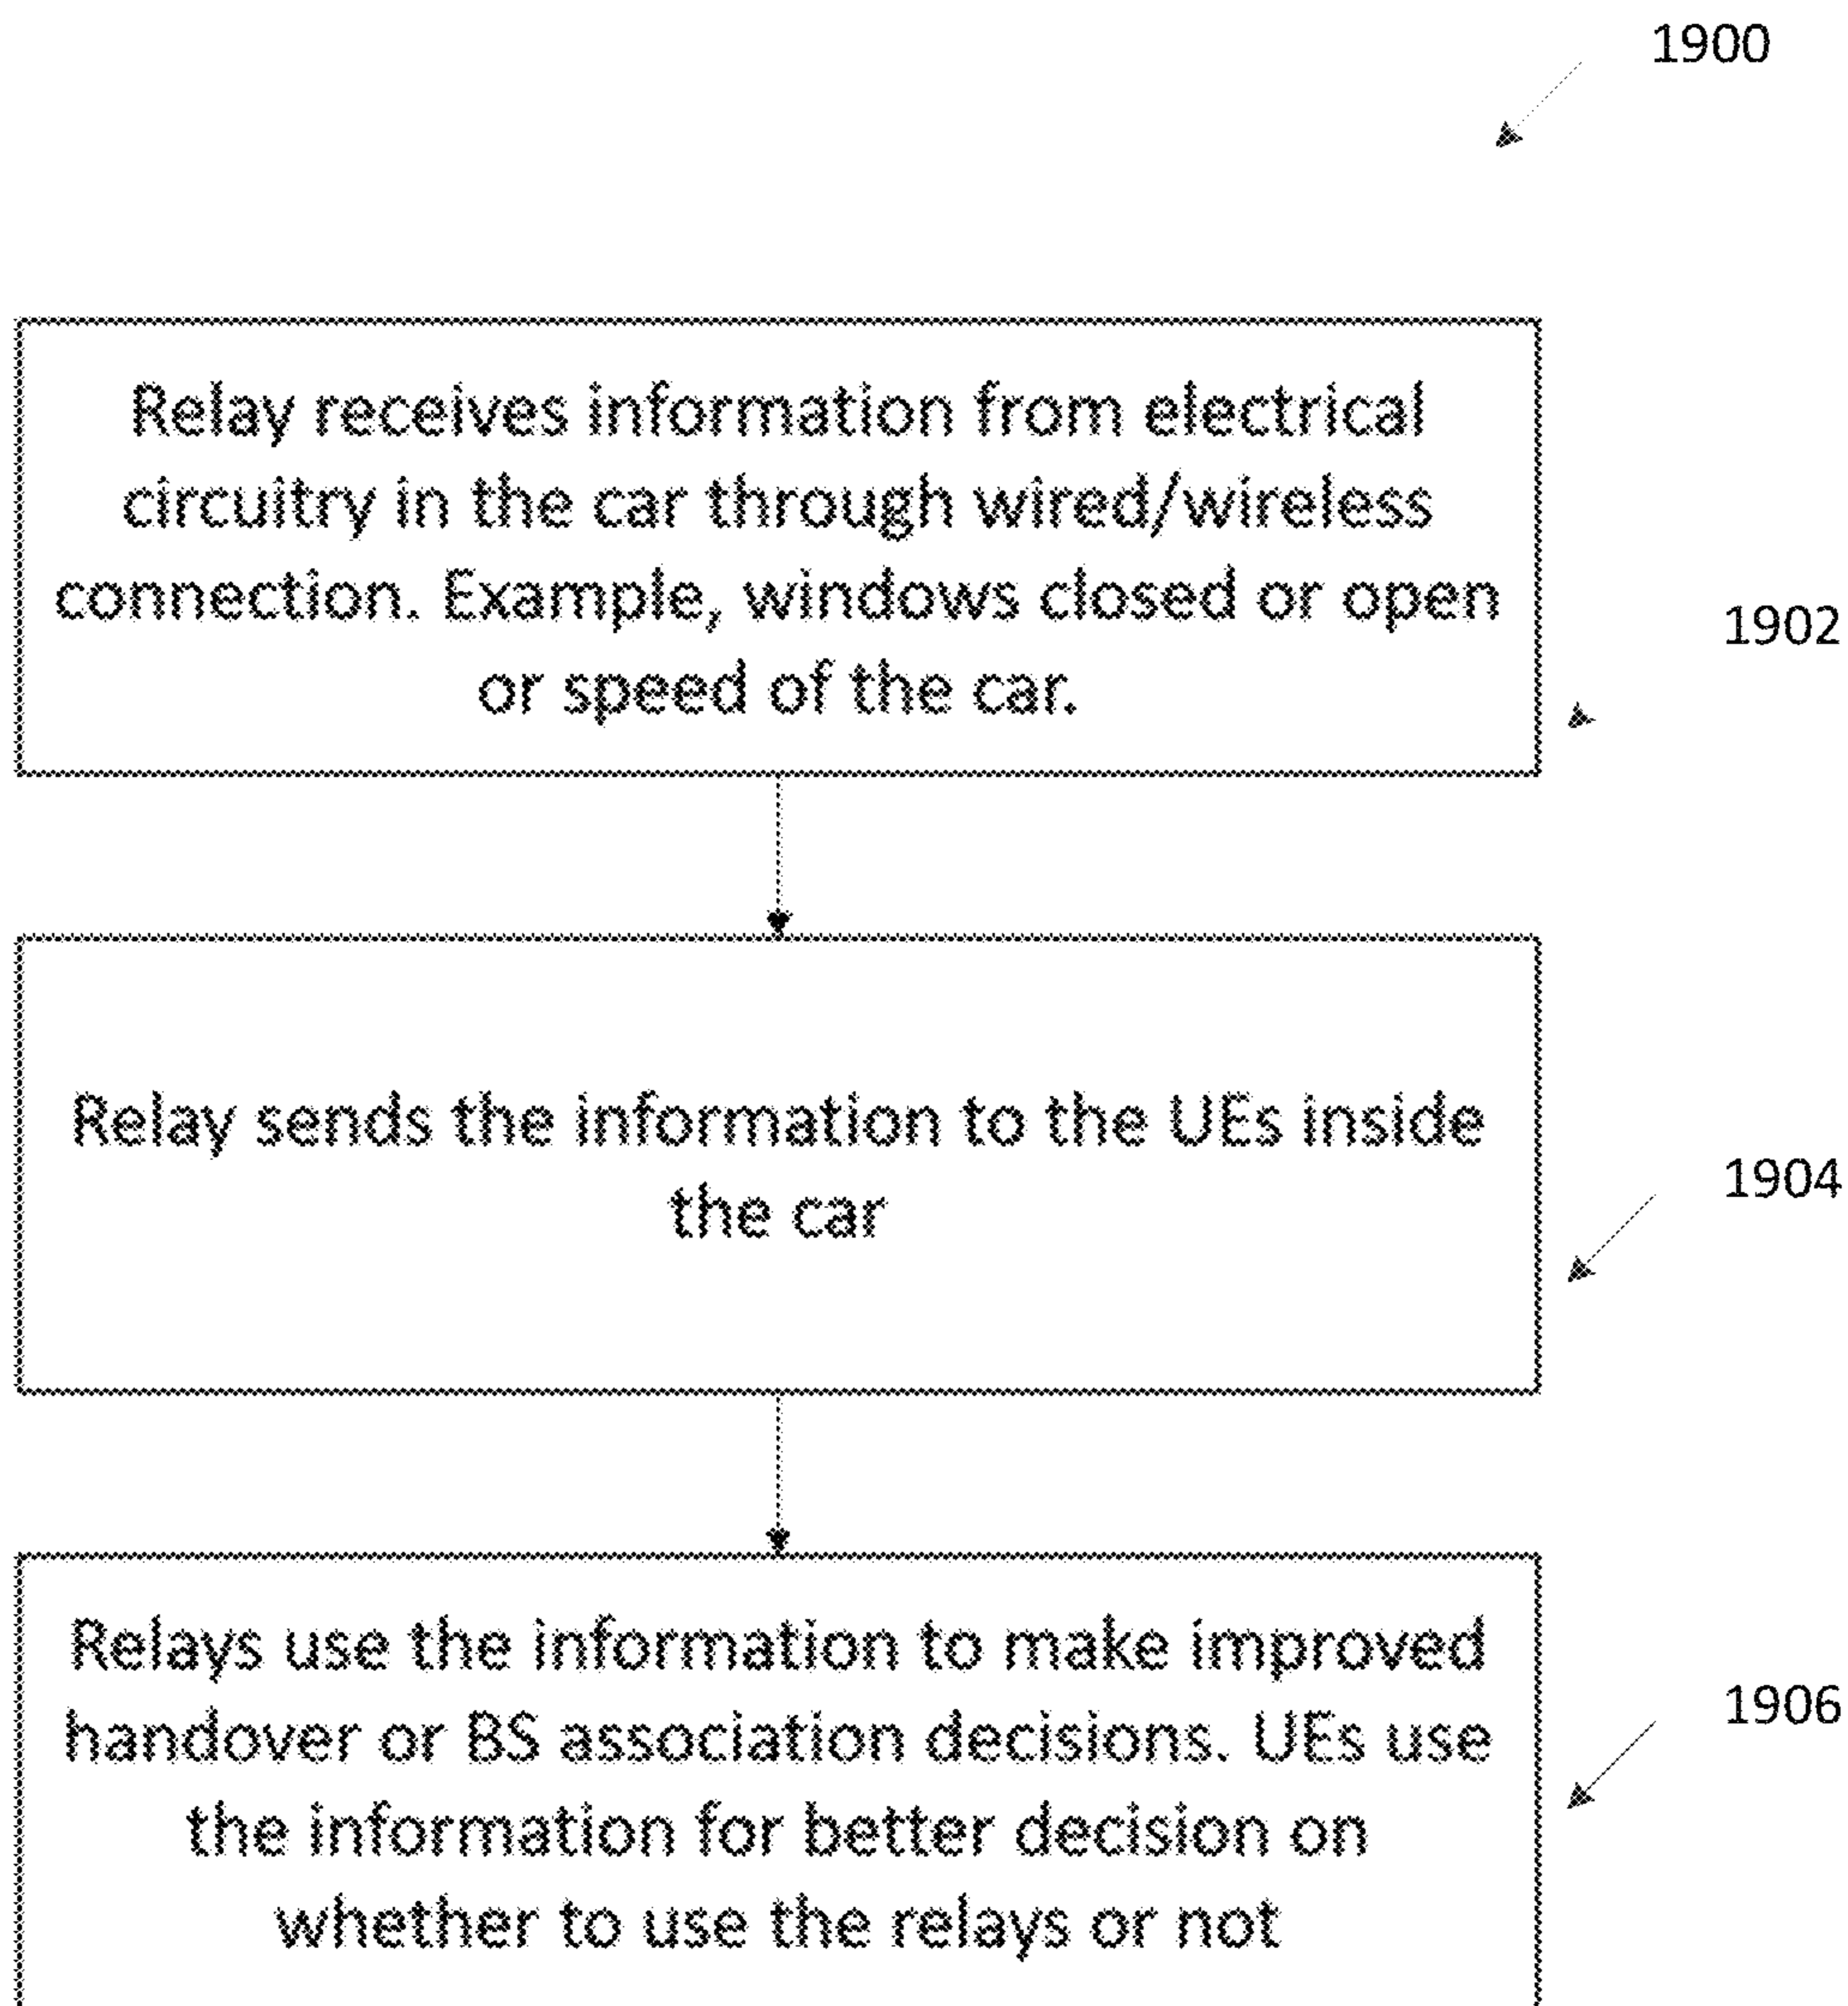 1900
Relay receives information from electrical
circuitry in the car through wired/wireless
connection. Example, windows closed or open
or speed of the car.
1902
Relay sends the information to the UEs inside
the car
1904
Relays use the information to make improved
handover or BS association decisions. UEs use
the information for better decision on
whether to use the relays or not
1906